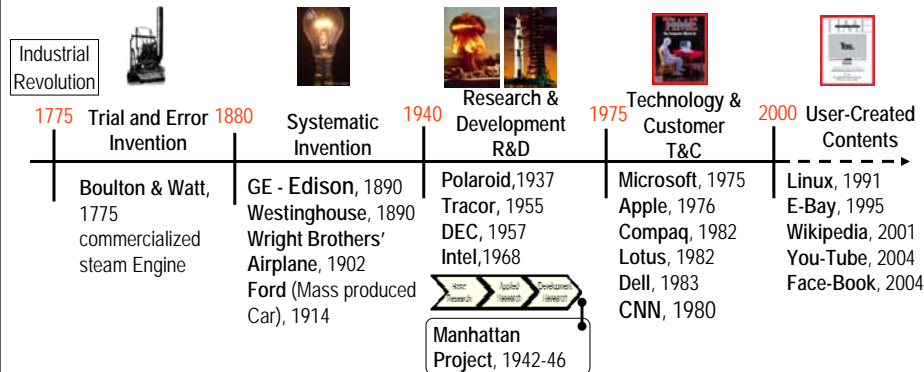 Industrial
Revolution
1775
Trial and Error
Invention
1880
Systematic
Invention
1940
Research &
Development
R&D
1975
Technology &
Customer
T&C
2000
User-Created
Contents
Boulton & Watt,
1775
commercialized
steam Engine
GE - Edison, 1890
Westinghouse, 1890
Wright Brothers'
Airplane, 1902
Ford (Mass produced
Car), 1914
Polaroid,1937
Tracor, 1955
DEC, 1957
Intel,1968
Applied
Research
Development
Research
Manhattan
Project, 1942-46
Microsoft, 1975
Apple, 1976
Compaq, 1982
Lotus, 1982
Dell, 1983
CNN, 1980
Linux, 1991
E-Bay, 1995
Wikipedia, 2001
You-Tube, 2004
Face-Book, 2004
TIME
You.